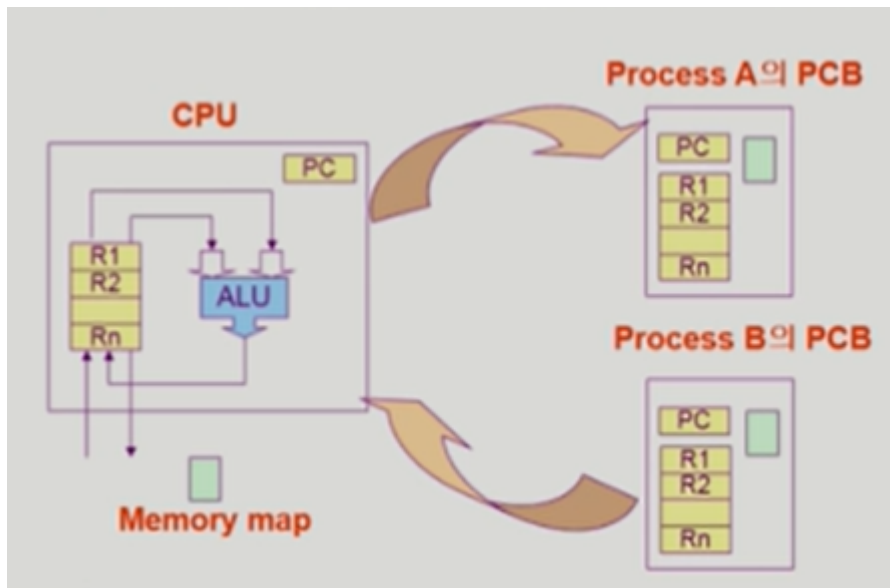 Process A의 PCB
CPU
PC
R1
R2
Rn
ALU
Memory map
PC
R1
R2
Rn
Process B의 PCB
PC
R1
R2
Rn